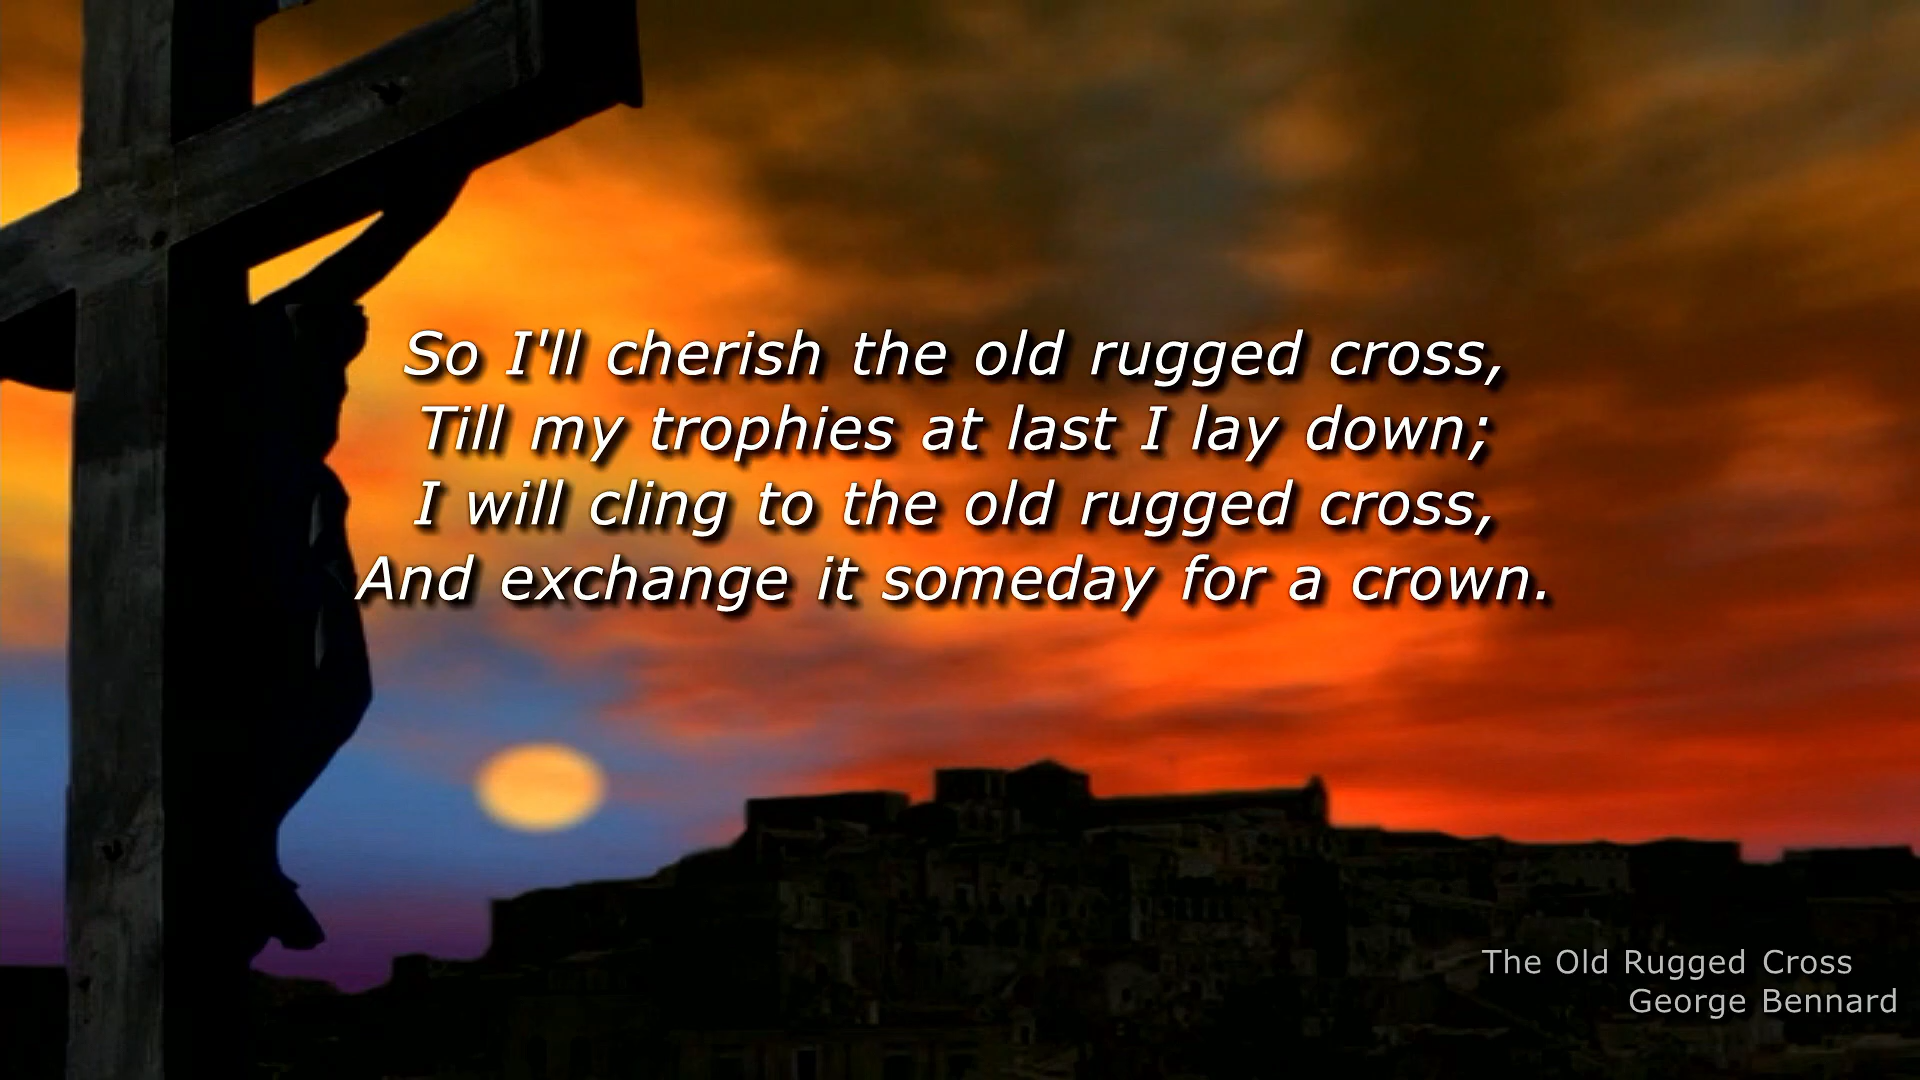 So I'll cherish the old rugged cross,
Till my trophies at last I lay down;
I will cling to the old rugged cross,
And exchange it someday for a crown.
The Old Rugged Cross
George Bennard